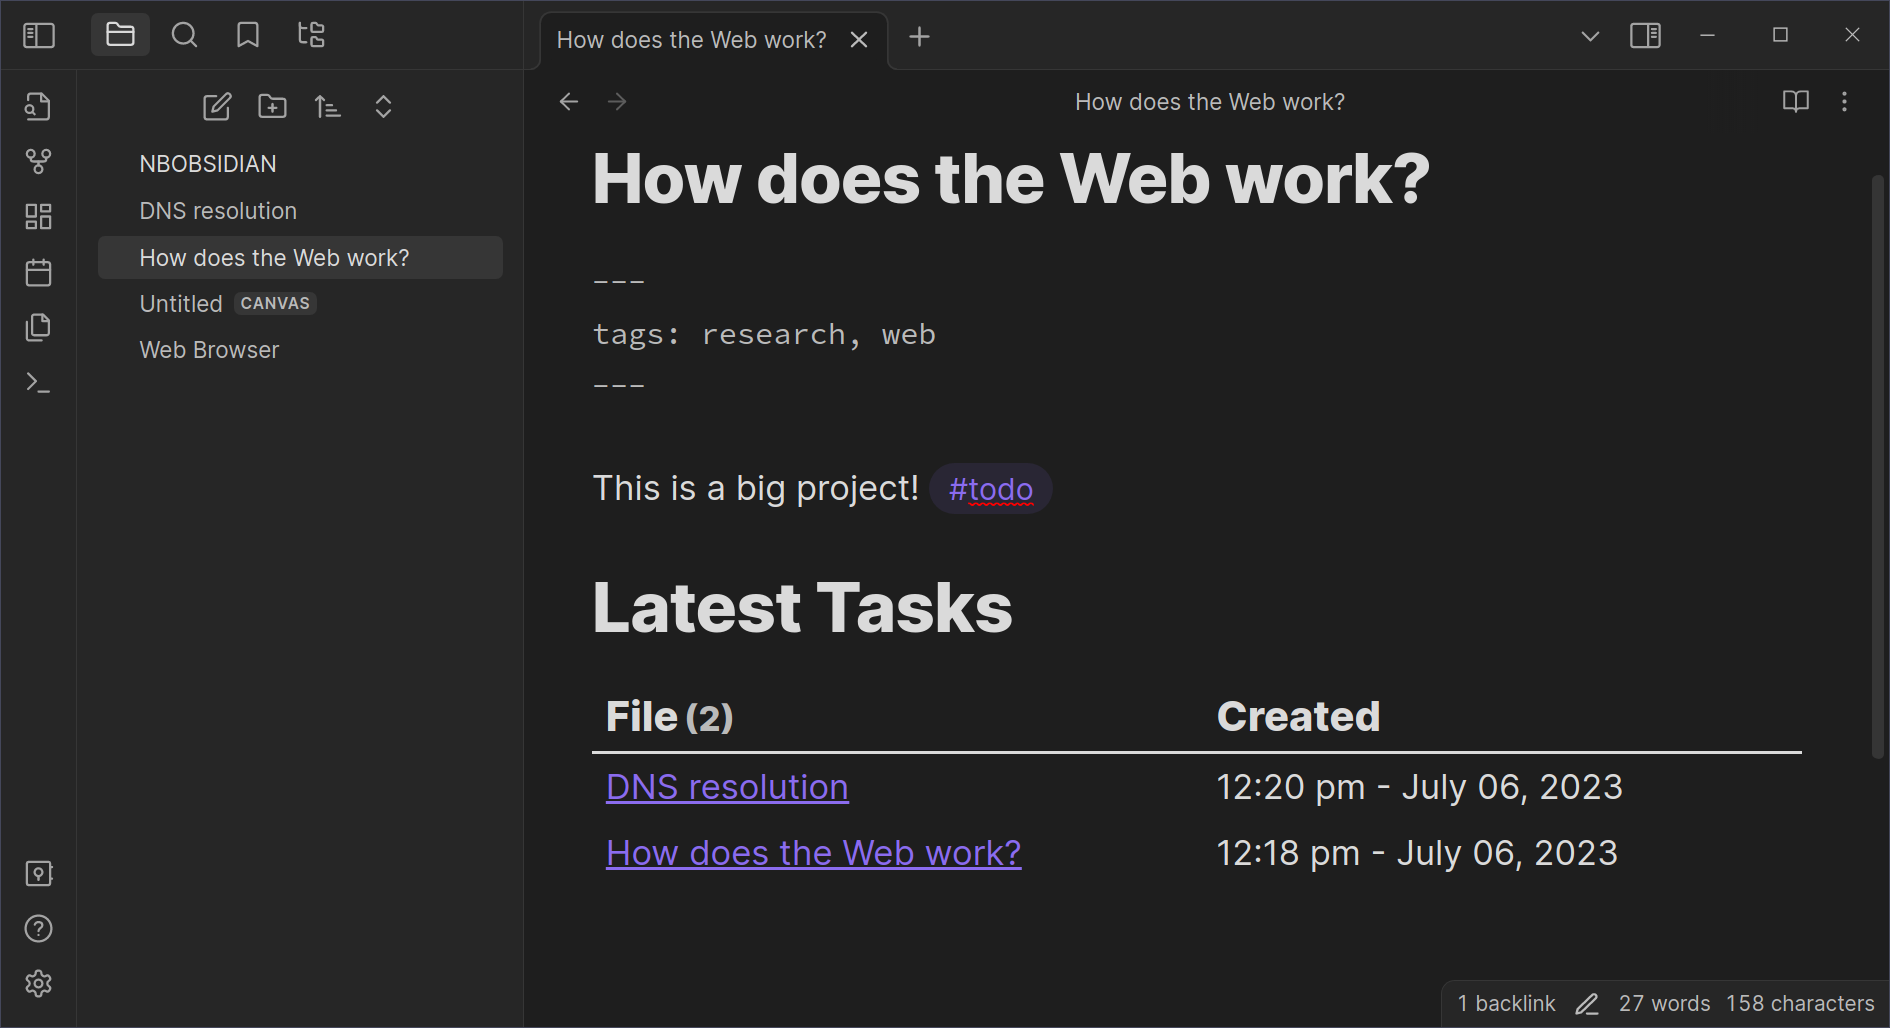 How does the Web work?
NBOBSIDIAN
DNS resolution
How does the Web work?
Untitled CANVAS
Web Browser
How does the Web work?
How does the Web work?
---
tags: research, web
---
This is a big project! #todo
Latest Tasks
File (2) Created
DNS resolution 12:20 pm - July 06, 2023
How does the Web work? 12:18 pm - July 06, 2023
1 backlink 27 words 158 characters